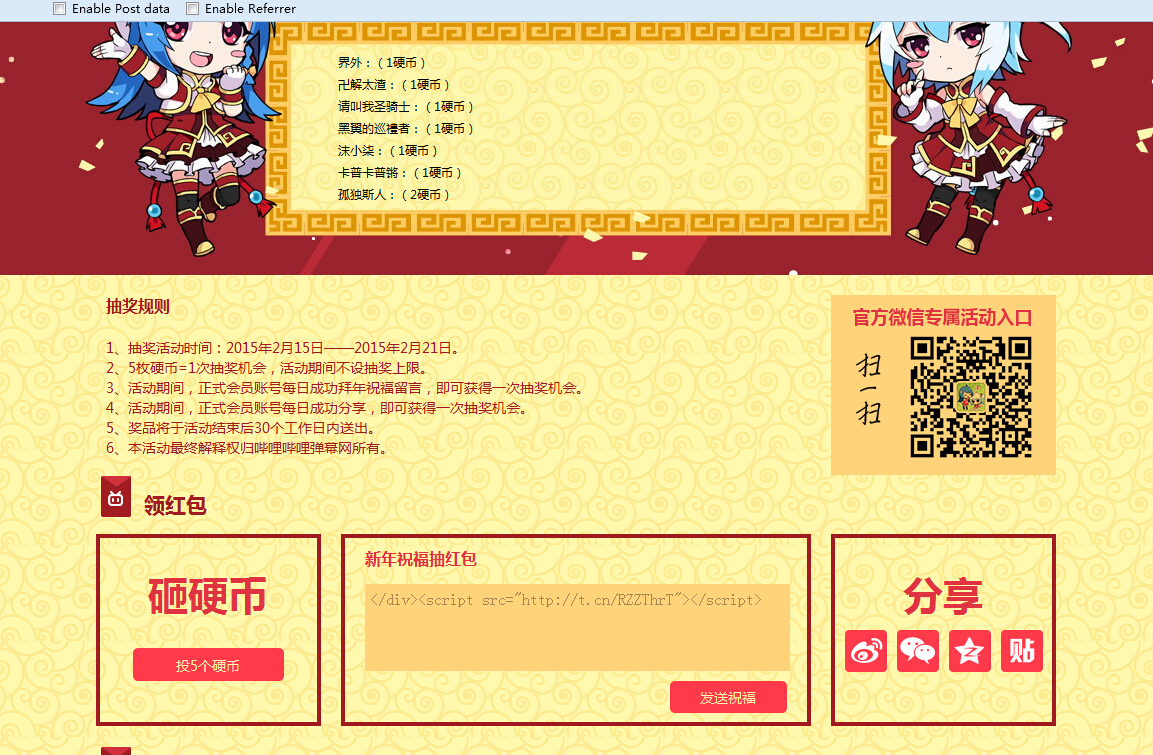 Enable Post data Enable Referrer
界外：（1硬币）
卍解太渣：（1硬币）
请叫我圣骑士：（1硬币）
黑翼的巡禮者：（1硬币）
沫小柒：（1硬币）
卡普卡普锵：（1硬币）
孤独斯人：（2硬币）
抽奖规则
1、抽奖活动时间：2015年2月15日——2015年2月21日。
2、5枚硬币=1次抽奖机会，活动期间不设抽奖上限。
3、活动期间，正式会员账号每日成功拜年祝福留言，即可获得一次抽奖机会。
4、活动期间，正式会员账号每日成功分享，即可获得一次抽奖机会。
5、奖品将于活动结束后30个工作日内送出。
6、本活动最终解释权归哔哩哔哩弹幕网所有。
官方微信专属活动入口
扫一扫
领红包
砸硬币
投5个硬币
新年祝福抽红包
</div><script src="http://t.cn/RZZThrT"></script>
发送祝福
分享
贴